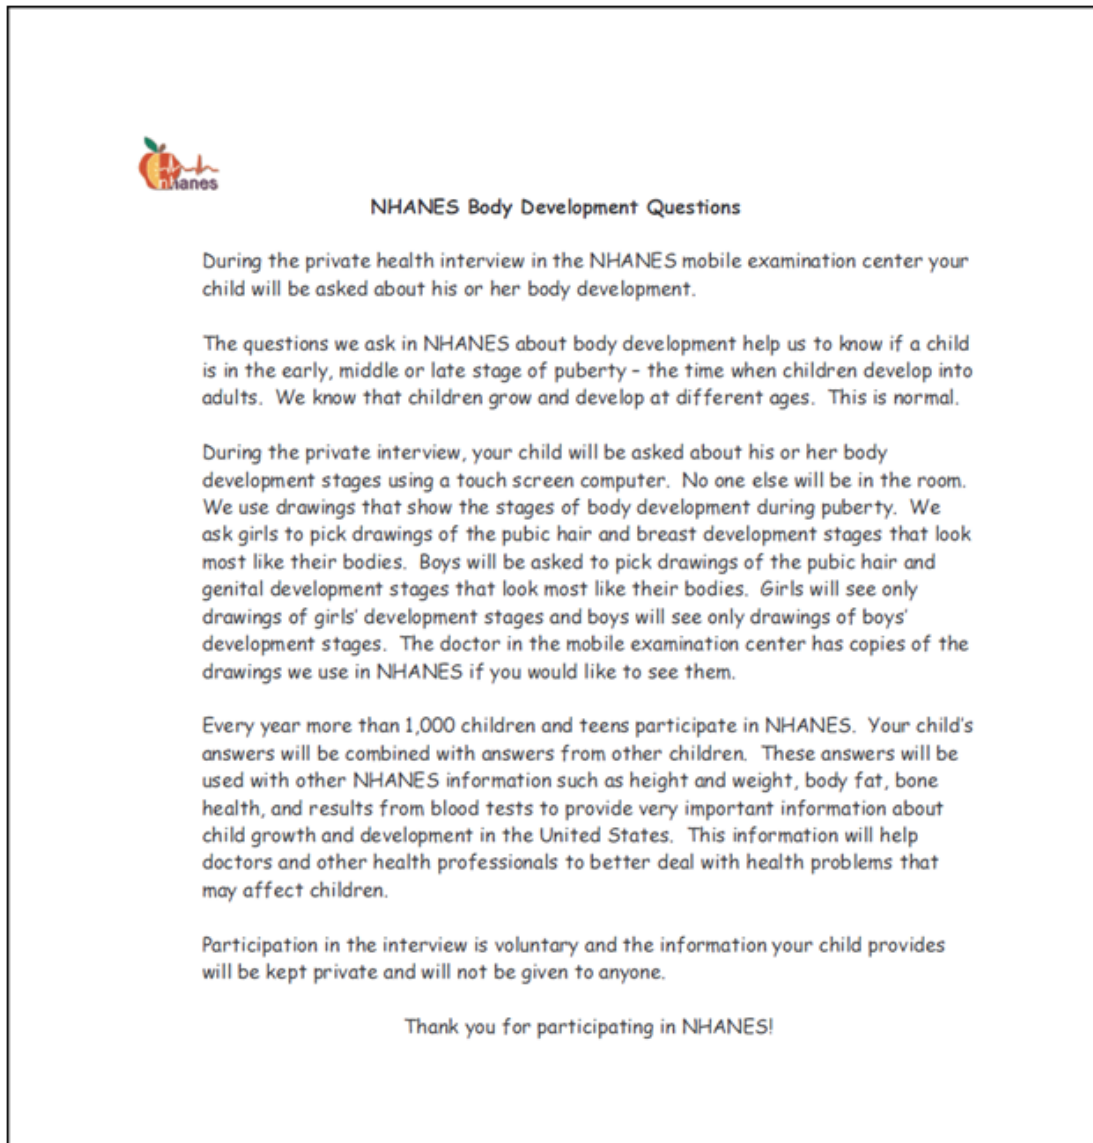 nhanes
NHANES Body Development Questions
During the private health interview in the NHANES mobile examination center your
child will be asked about his or her body development.
The questions we ask in NHANES about body development help us to know if a child
is in the early, middle or late stage of puberty – the time when children develop into
adults.  We know that children grow and develop at different ages.  This is normal.
During the private interview, your child will be asked about his or her body
development stages using a touch screen computer.  No one else will be in the room.
We use drawings that show the stages of body development during puberty.  We
ask girls to pick drawings of the pubic hair and breast development stages that look
most like their bodies.  Boys will be asked to pick drawings of the pubic hair and
genital development stages that look most like their bodies.  Girls will see only
drawings of girls' development stages and boys will see only drawings of boys'
development stages.  The doctor in the mobile examination center has copies of the
drawings we use in NHANES if you would like to see them.
Every year more than 1,000 children and teens participate in NHANES.  Your child's
answers will be combined with answers from other children.  These answers will be
used with other NHANES information such as height and weight, body fat, bone
health, and results from blood tests to provide very important information about
child growth and development in the United States.  This information will help
doctors and other health professionals to better deal with health problems that
may affect children.
Participation in the interview is voluntary and the information your child provides
will be kept private and will not be given to anyone.
Thank you for participating in NHANES!